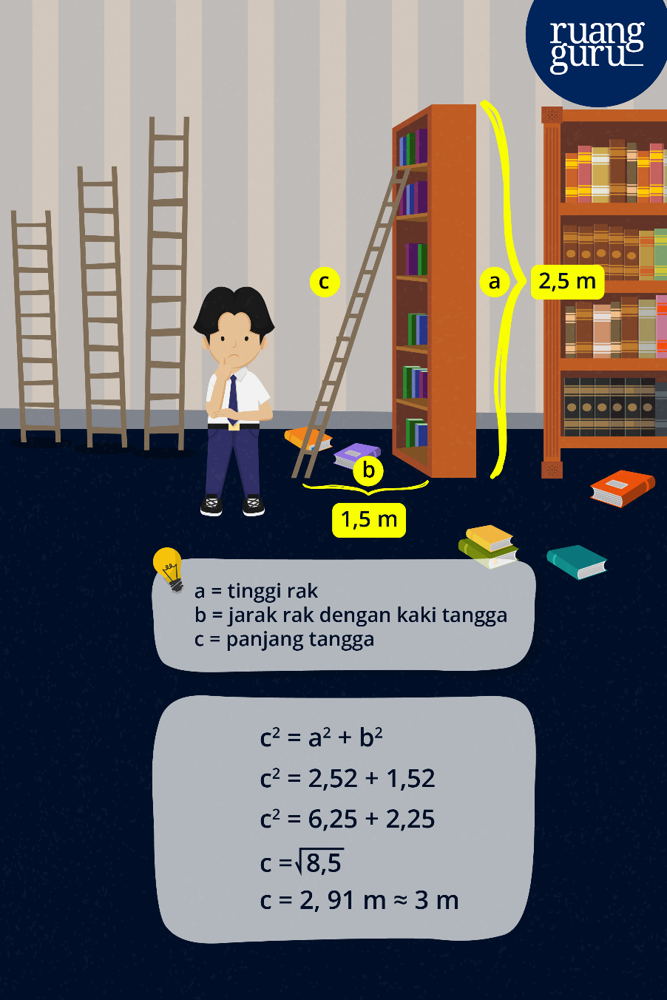 ruang
guru
c
a
2,5 m
b
1,5 m
a = tinggi rak
b = jarak rak dengan kaki tangga
c = panjang tangga
c² = a² + b²
c² = 2,52 + 1,52
c² = 6,25 + 2,25
c =√8,5
c = 2, 91 m ≈ 3 m